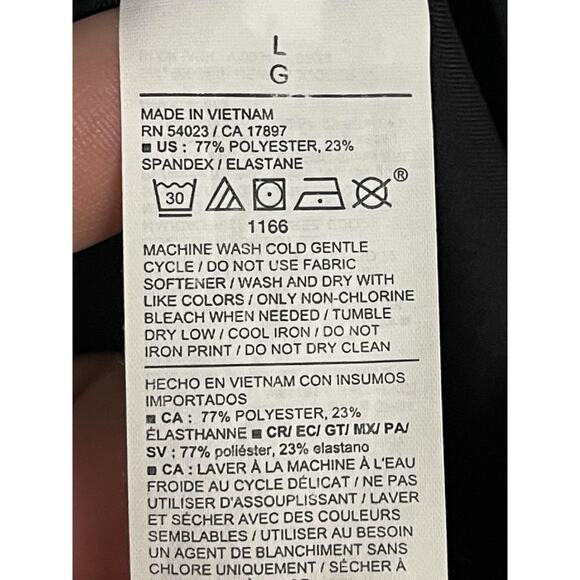 L
G
MADE IN VIETNAM
RN 54023 / CA 17897
US : 77% POLYESTER, 23%
SPANDEX / ELASTANE
30 ®
1166
MACHINE WASH COLD GENTLE
CYCLE / DO NOT USE FABRIC
SOFTENER / WASH AND DRY WITH
LIKE COLORS / ONLY NON-CHLORINE
BLEACH WHEN NEEDED / TUMBLE
DRY LOW / COOL IRON / DO NOT
IRON PRINT / DO NOT DRY CLEAN
HECHO EN VIETNAM CON INSUMOS
IMPORTADOS
CA : 77% POLYESTER, 23%
ÉLASTHANNE CR/ EC/ GT/ MX/ PA/
SV : 77% poliéster, 23% elastano
CA : LAVER À LA MACHINE À L'EAU
FROIDE AU CYCLE DÉLICAT / NE PAS
UTILISER D'ASSOUPLISSANT / LAVER
ET SÉCHER AVEC DES COULEURS
SEMBLABLES / UTILISER AU BESOIN
UN AGENT DE BLANCHIMENT SANS
CHLORE UNIQUEMENT / SÉCHER À